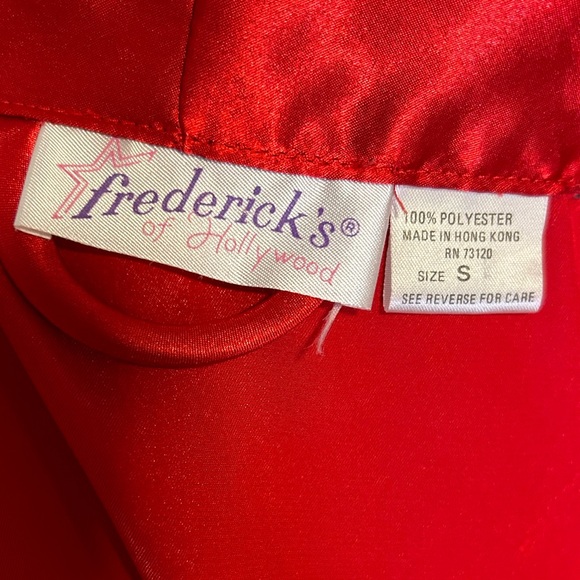 frederick's®
of Hollywood
100% POLYESTER
MADE IN HONG KONG
RN 73120
SIZE S
SEE REVERSE FOR CARE